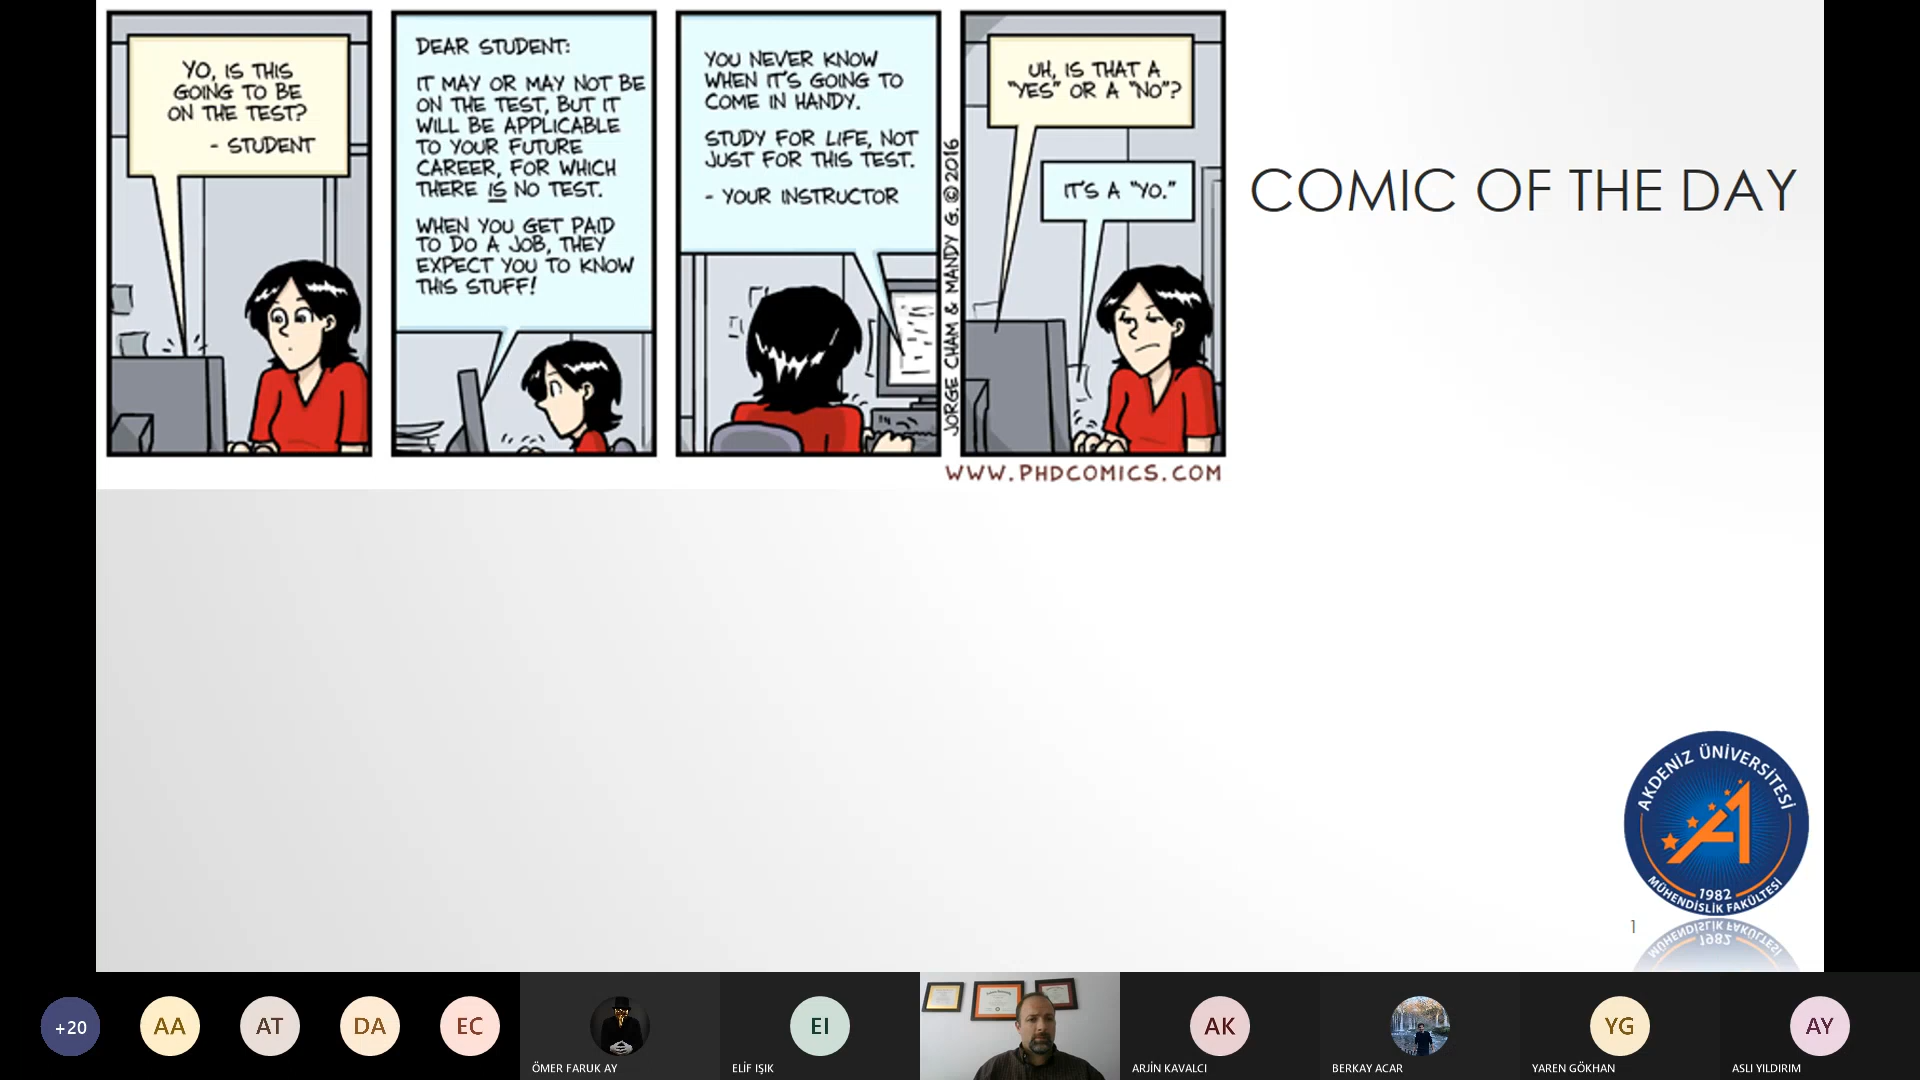 YO, IS THIS
GOING TO BE
ON THE TEST?
- STUDENT
DEAR STUDENT:
IT MAY OR MAY NOT BE
ON THE TEST, BUT IT
WILL BE APPLICABLE
TO YOUR FUTURE
CAREER, FOR WHICH
THERE IS NO TEST.
WHEN YOU GET PAID
TO DO A JOB, THEY
EXPECT YOU TO KNOW
THIS STUFF!
YOU NEVER KNOW
WHEN IT'S GOING TO
COME IN HANDY.
STUDY FOR LIFE, NOT
JUST FOR THIS TEST.
- YOUR INSTRUCTOR
JORGE CHAM & MANDY G. © 2016
UH, IS THAT A
"YES" OR A "NO"?
IT'S A "YO."
WWW.PHDCOMICS.COM
COMIC OF THE DAY
AKDENİZ ÜNİVERSİTESİ
1982
MÜHENDİSLİK FAKÜLTESİ
1
+20
AA
AT
DA
EC
ÖMER FARUK AY
EI
ELİF IŞIK
AK
ARJİN KAVALCI
BERKAY ACAR
YG
YAREN GÖKHAN
AY
ASLI YILDIRIM